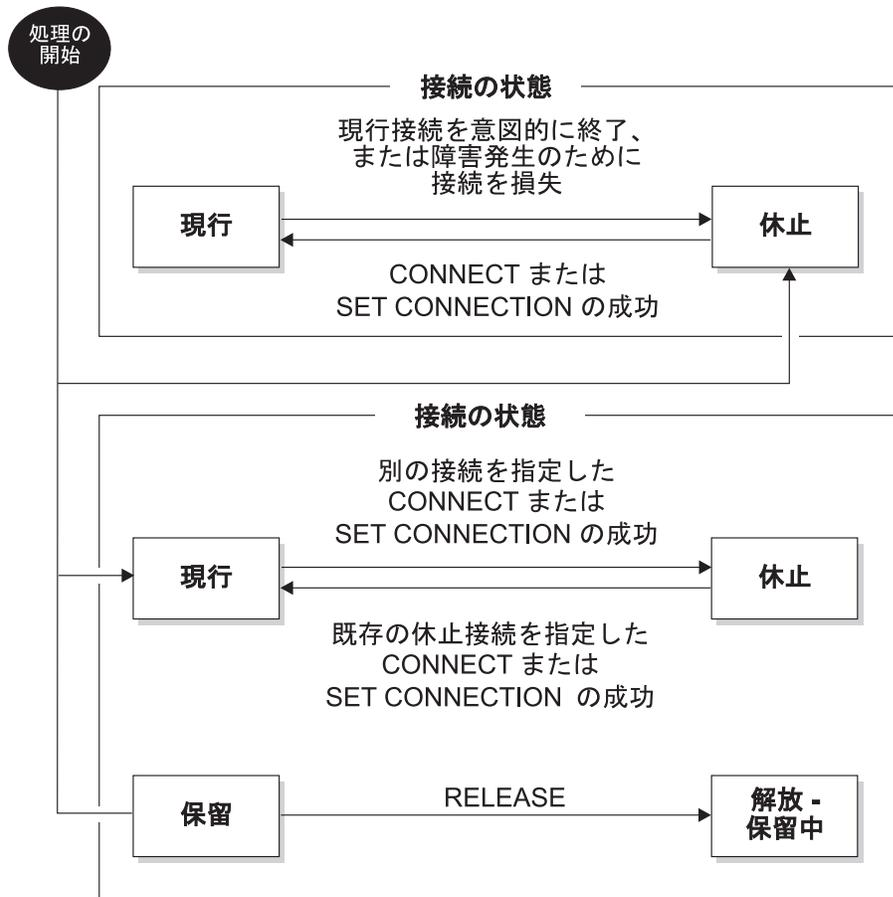 処理の
開始
接続の状態
現行接続を意図的に終了、
または障害発生のために
接続を損失
現行
休止
CONNECT または
SET CONNECTION の成功
接続の状態
別の接続を指定した
CONNECT または
SET CONNECTION の成功
現行
休止
既存の休止接続を指定した
CONNECT または
SET CONNECTION の成功
保留
RELEASE
解放 -
保留中